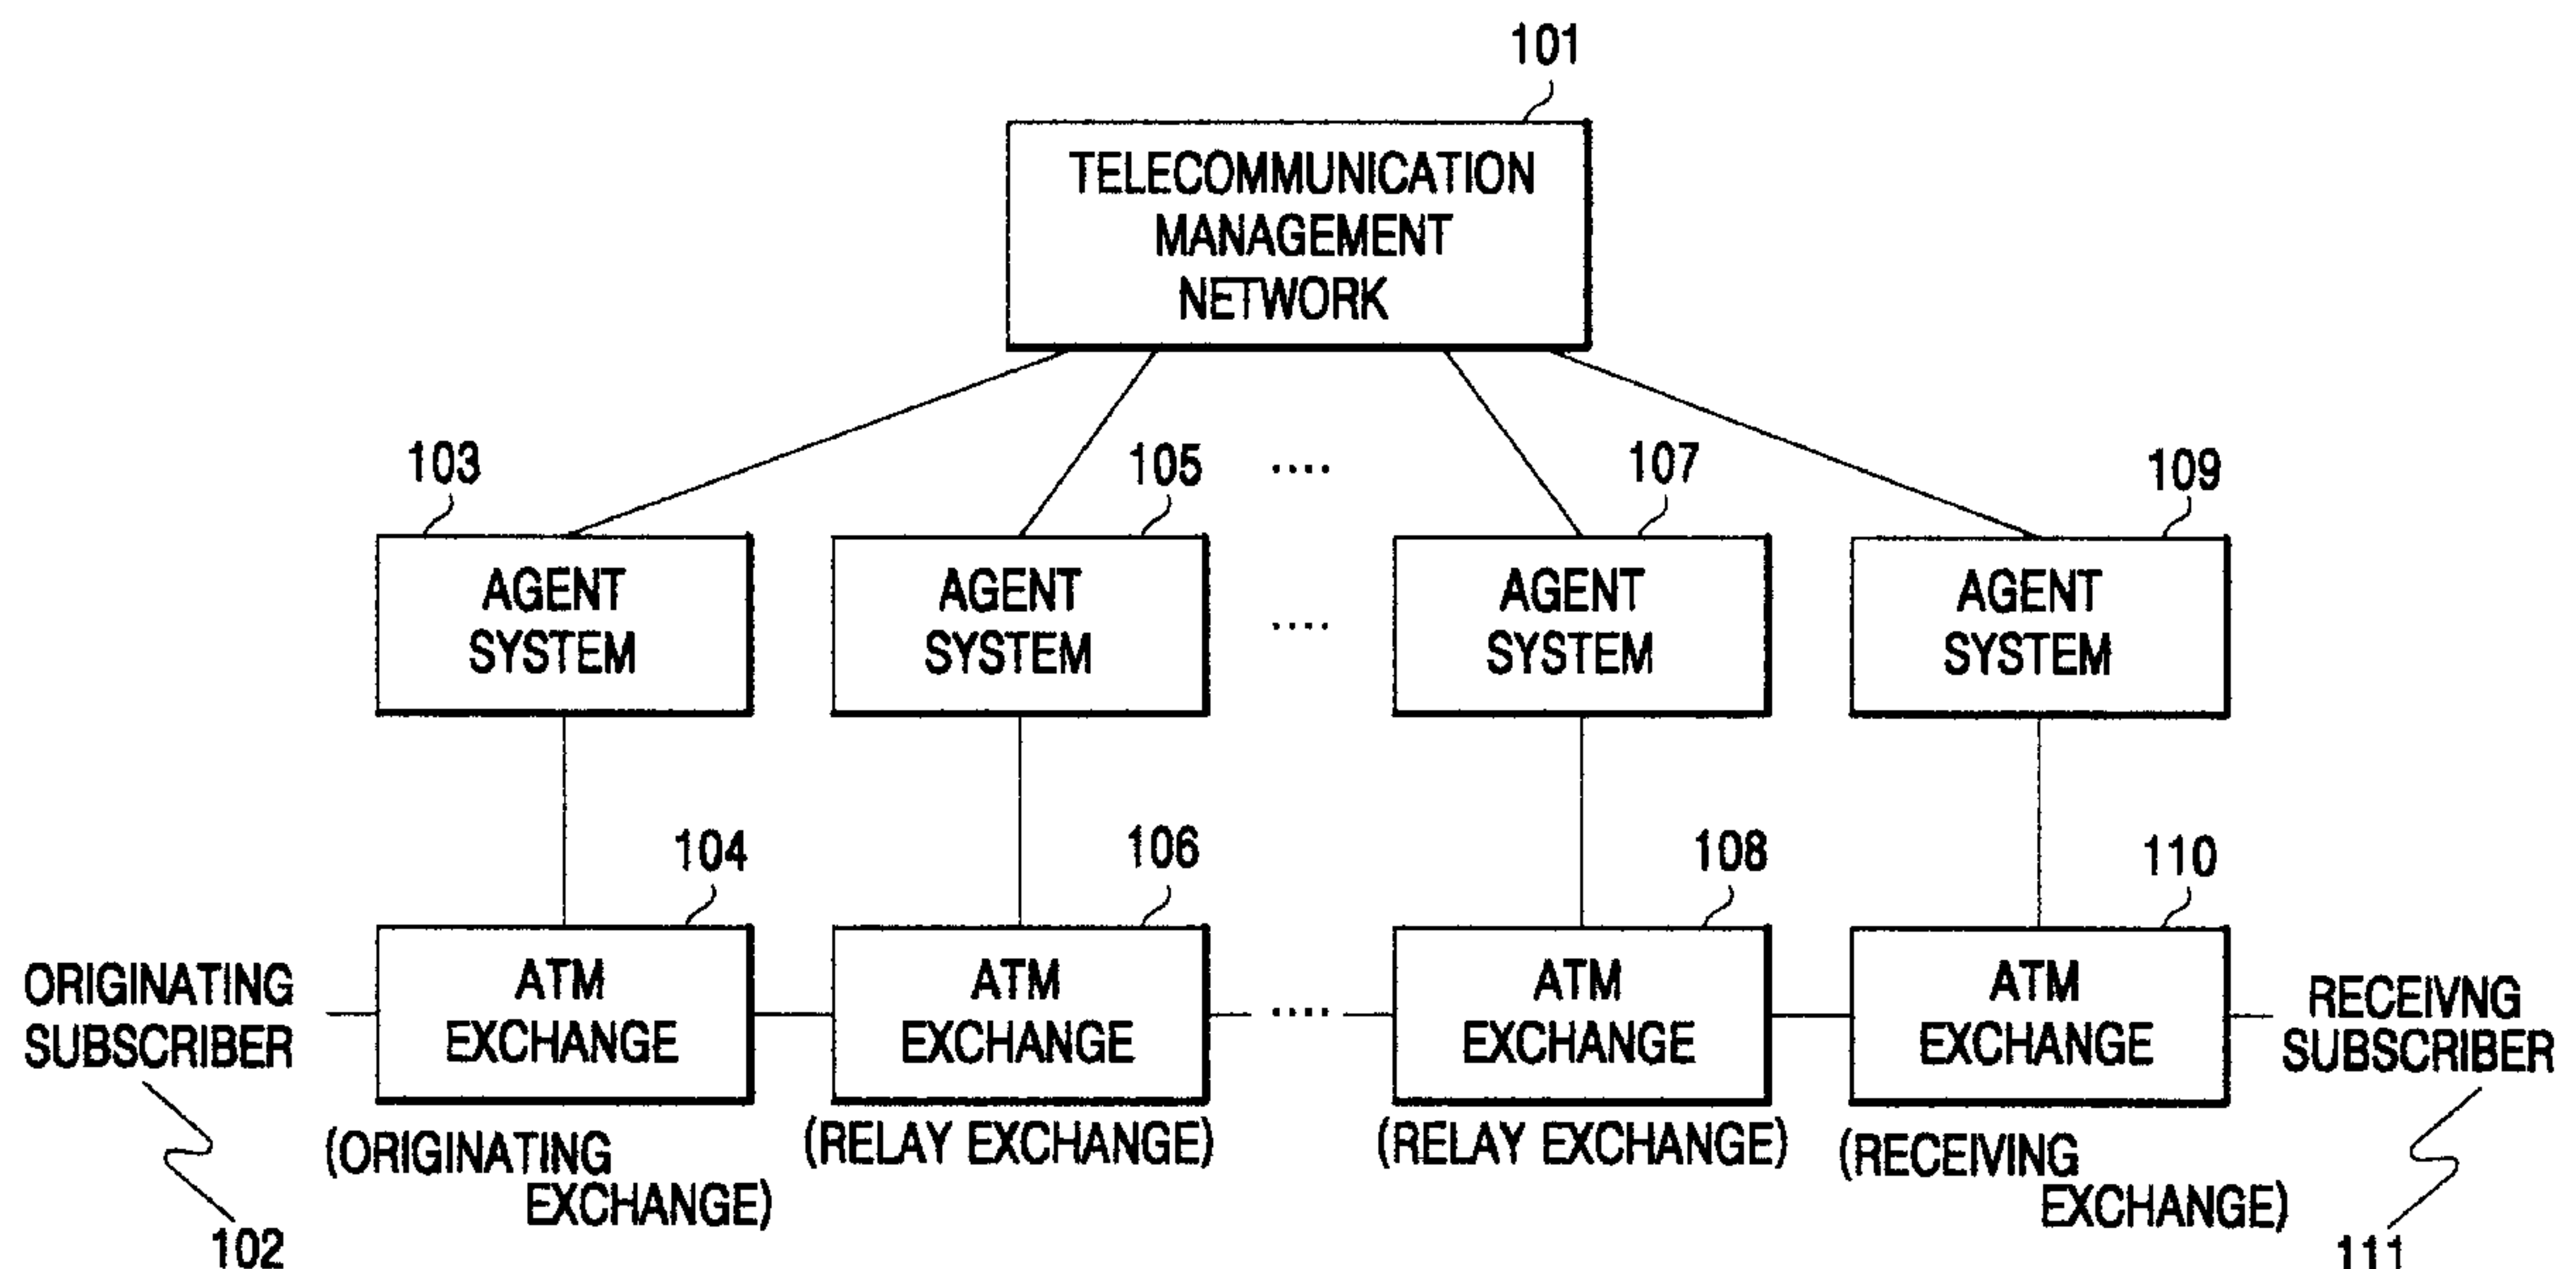 101
TELECOMMUNICATION
MANAGEMENT
NETWORK
103
105
....
107
109
AGENT
SYSTEM
AGENT
SYSTEM
....
AGENT
SYSTEM
AGENT
SYSTEM
104
106
108
110
ORIGINATING
SUBSCRIBER
ATM
EXCHANGE
ATM
EXCHANGE
....
ATM
EXCHANGE
ATM
EXCHANGE
RECEIVNG
SUBSCRIBER
(ORIGINATING
EXCHANGE)
(RELAY EXCHANGE)
(RELAY EXCHANGE)
(RECEIVING
EXCHANGE)
102
111